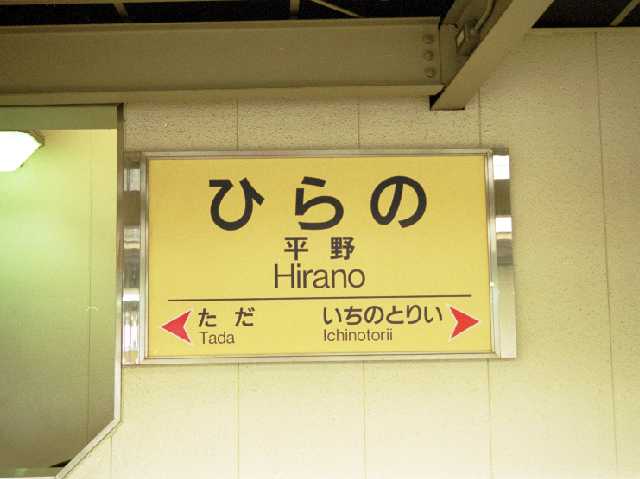 ひらの
平野
Hirano
ただ いちのとりい
Tada Ichinotorii